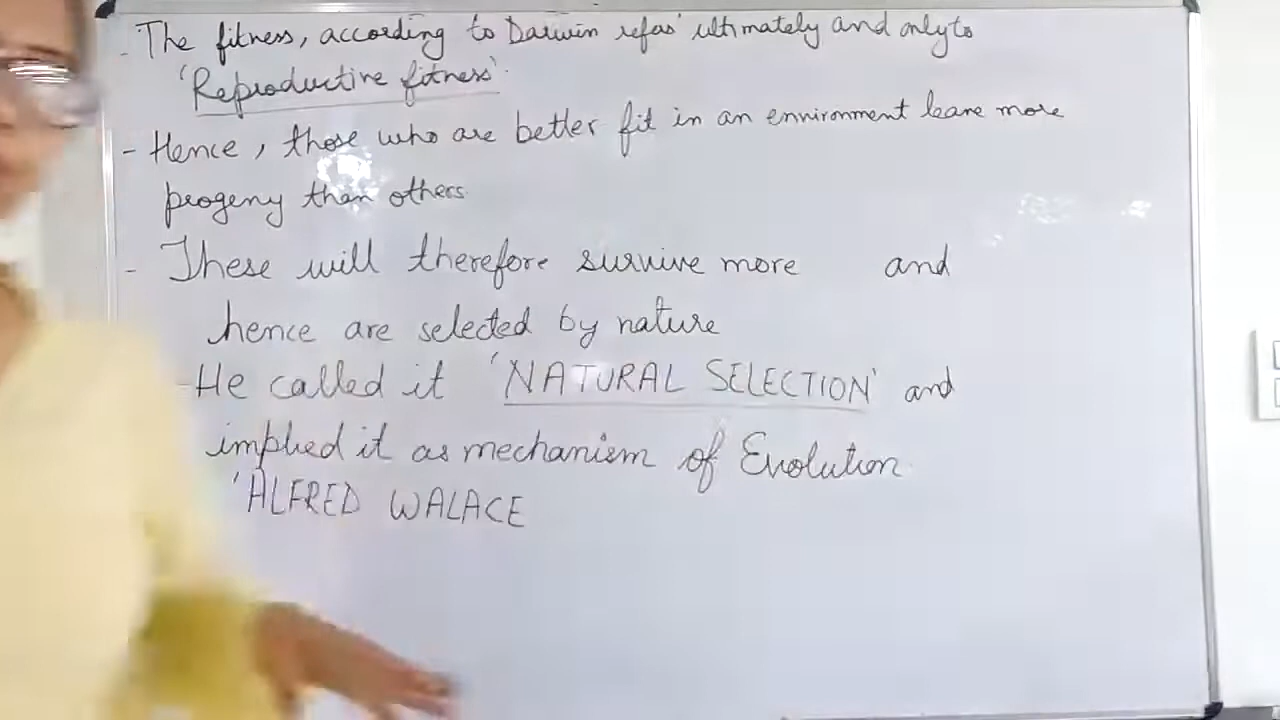 - The fitness, according to Darwin refers ultimately and only to
'Reproductive fitness'.
- Hence, those who are better fit in an environment leave more
progeny than others.
- These will therefore survive more and
hence are selected by nature
- He called it 'NATURAL SELECTION' and
implied it as mechanism of Evolution.
'ALFRED WALACE